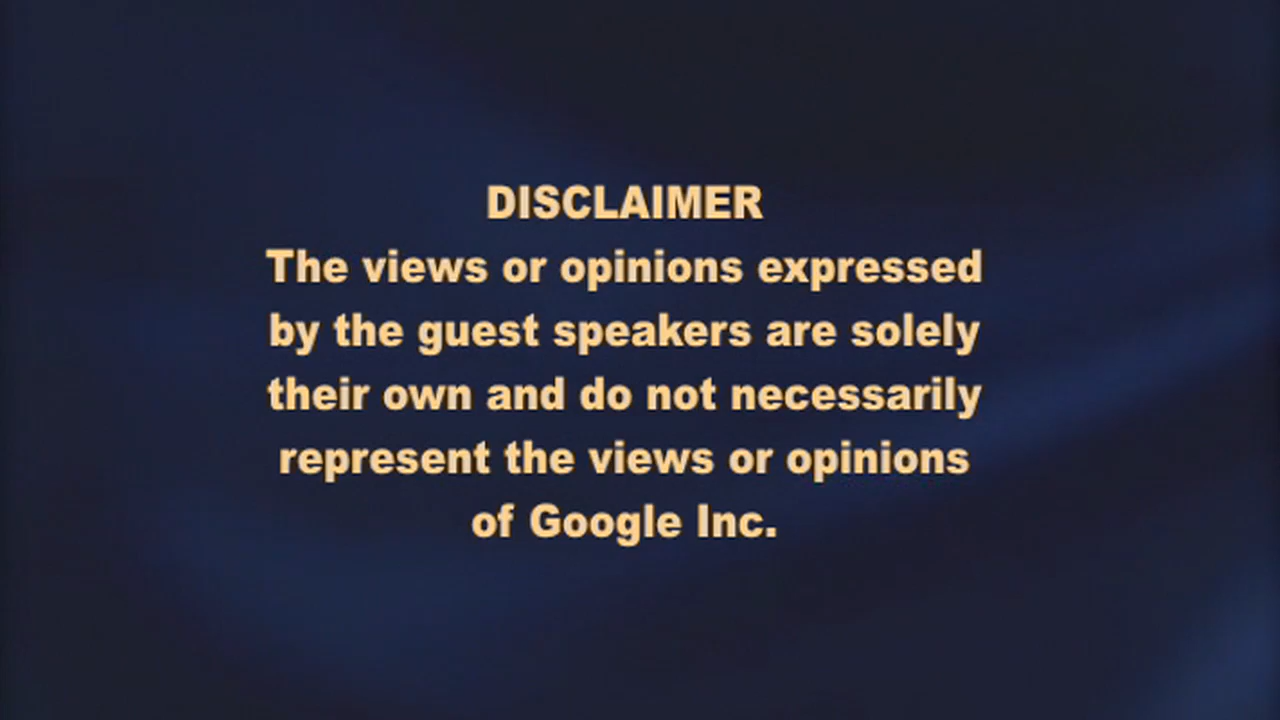 DISCLAIMER
The views or opinions expressed
by the guest speakers are solely
their own and do not necessarily
represent the views or opinions
of Google Inc.